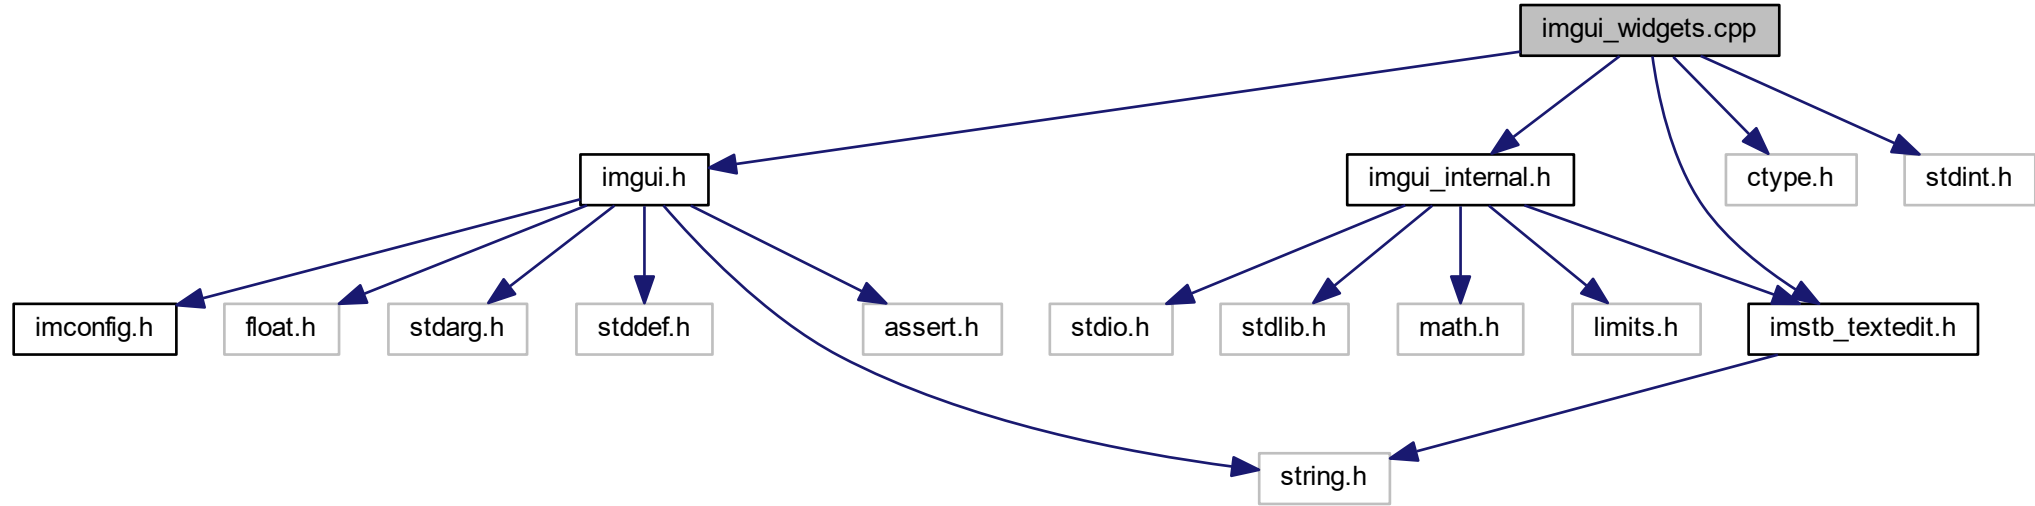 imgui_widgets.cpp
imgui.h
imgui_internal.h
ctype.h
stdint.h
imconfig.h
float.h
stdarg.h
stddef.h
assert.h
stdio.h
stdlib.h
math.h
limits.h
imstb_textedit.h
string.h